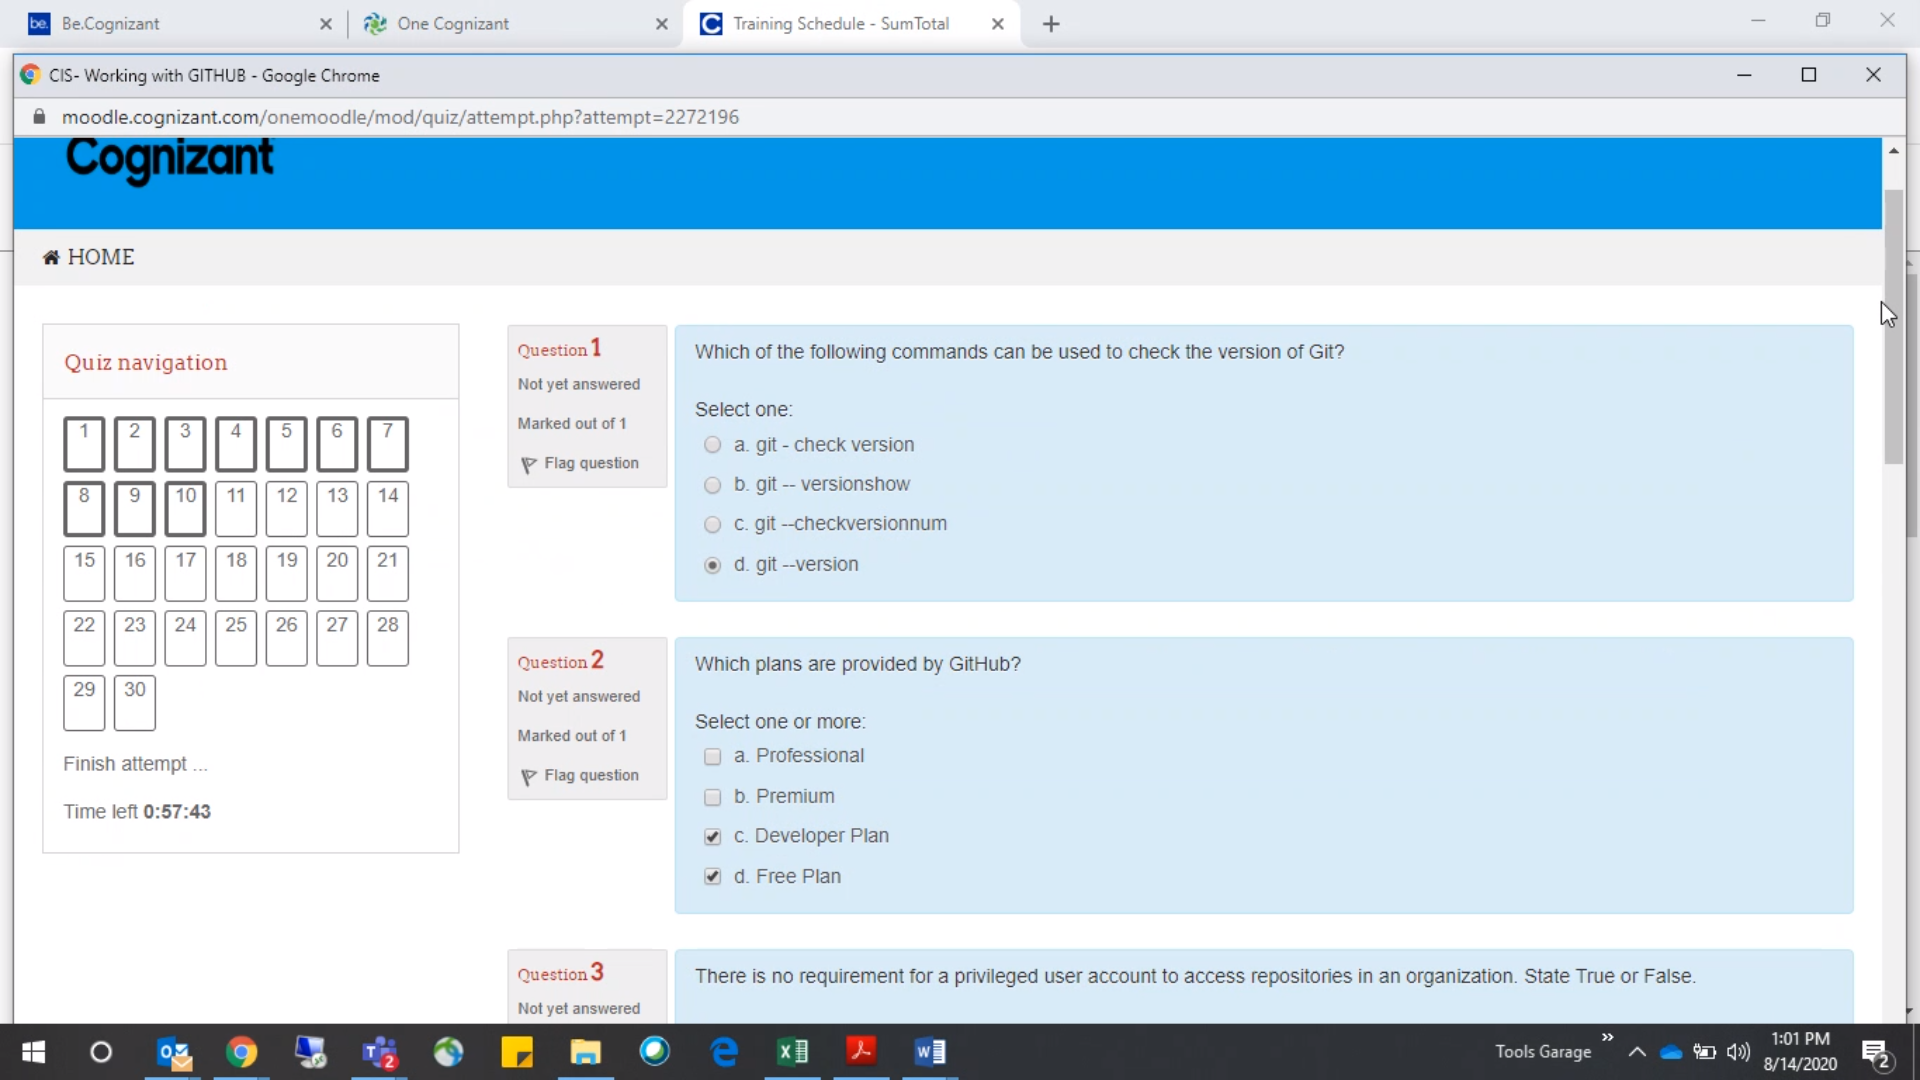 be. Be.Cognizant
One Cognizant
Training Schedule - SumTotal
CIS- Working with GITHUB - Google Chrome
moodle.cognizant.com/onemoodle/mod/quiz/attempt.php?attempt=2272196
Cognizant
HOME
Quiz navigation
1 2 3 4 5 6 7
8 9 10 11 12 13 14
15 16 17 18 19 20 21
22 23 24 25 26 27 28
29 30
Finish attempt ...
Time left 0:57:43
Question 1
Not yet answered
Marked out of 1
Flag question
Which of the following commands can be used to check the version of Git?
Select one:
a. git - check version
b. git -- versionshow
c. git --checkversionnum
d. git --version
Question 2
Not yet answered
Marked out of 1
Flag question
Which plans are provided by GitHub?
Select one or more:
a. Professional
b. Premium
c. Developer Plan
d. Free Plan
Question 3
Not yet answered
There is no requirement for a privileged user account to access repositories in an organization. State True or False.
Tools Garage
1:01 PM
8/14/2020
2